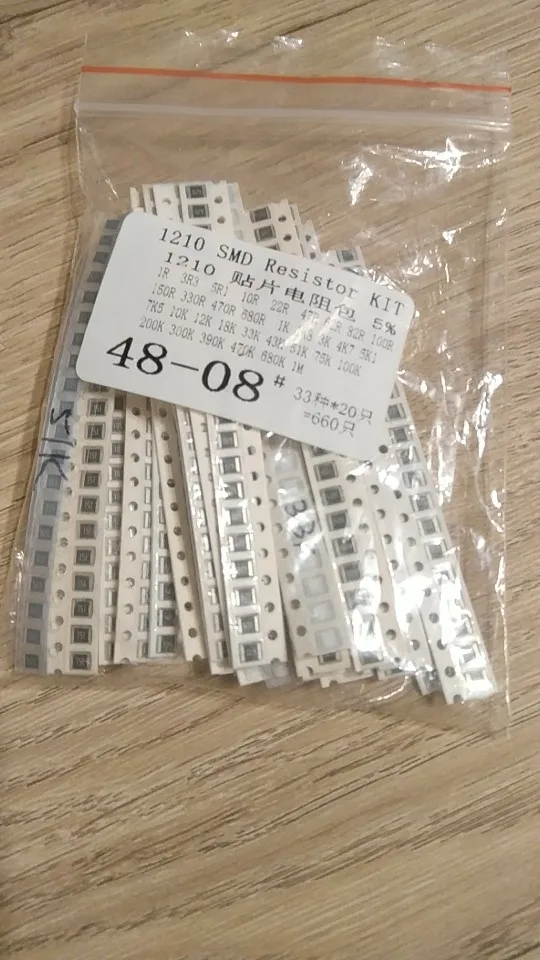 1210 SMD Resistor KIT
1210 贴片电阻包 5%
1R 3R3 5R1 10R 22R 82R 100R
150R 330R 470R 680R 1K 3K 4K7 5K1
7K5 10K 12K 18K 33K 43K 51K 75K 100K
200K 300K 390K 470K 680K 1M
48-08#
33种*20只
=660只
51K